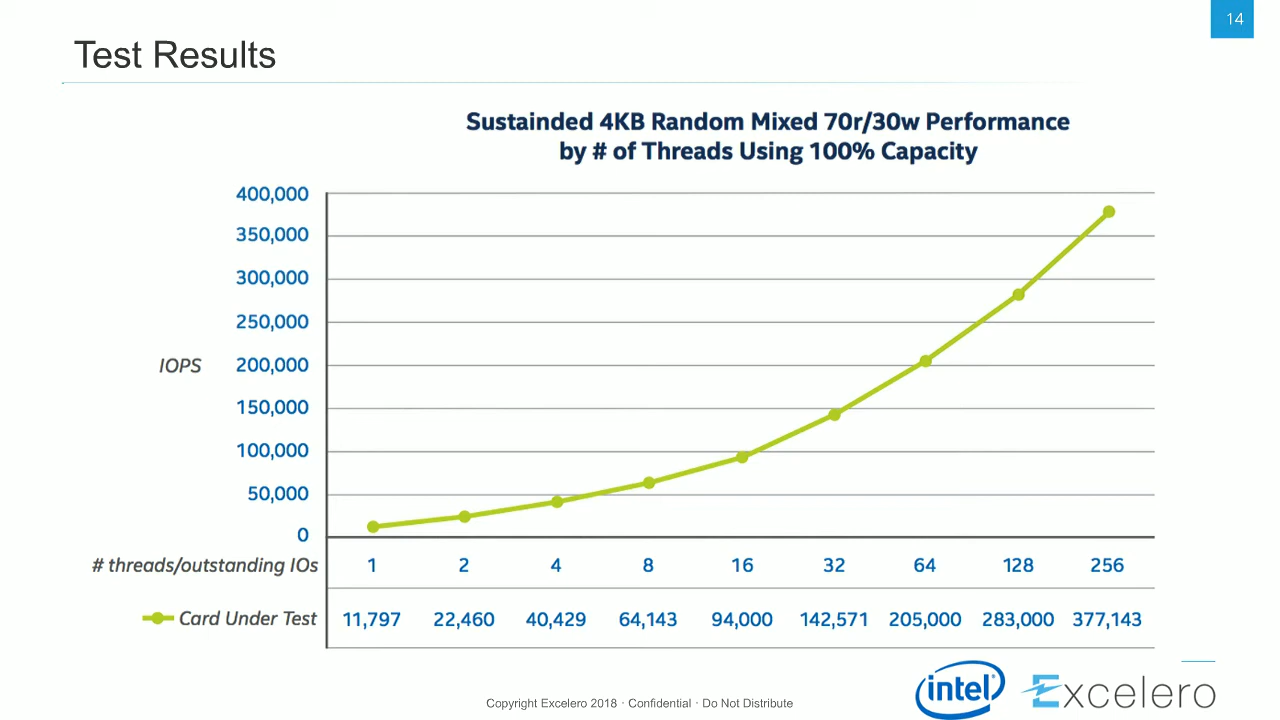 14
Test Results
Sustainded 4KB Random Mixed 70r/30w Performance
by # of Threads Using 100% Capacity
400,000
350,000
300,000
250,000
IOPS 200,000
150,000
100,000
50,000
0
# threads/outstanding IOs 1 2 4 8 16 32 64 128 256
Card Under Test 11,797 22,460 40,429 64,143 94,000 142,571 205,000 283,000 377,143
Copyright Excelero 2018 · Confidential · Do Not Distribute
intel
Excelero